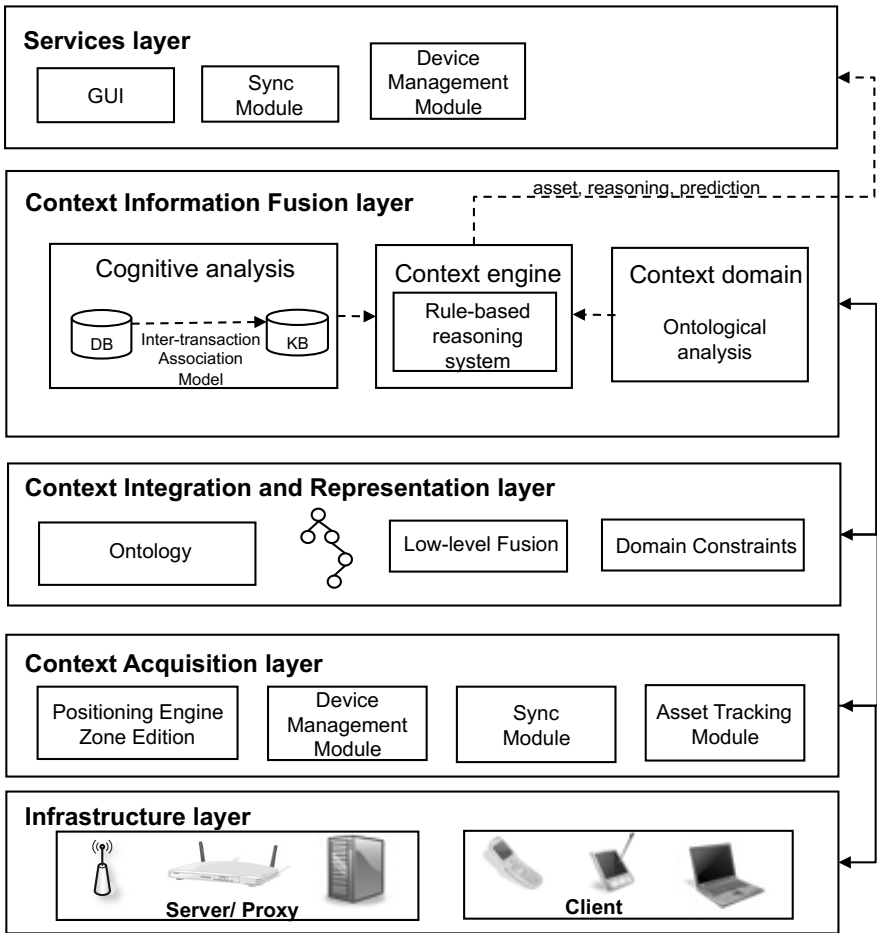 Services layer
GUI
Sync
Module
Device
Management
Module
asset, reasoning, prediction
Context Information Fusion layer
Cognitive analysis
DB
Inter-transaction
Association
Model
KB
Context engine
Rule-based
reasoning
system
Context domain
Ontological
analysis
Context Integration and Representation layer
Ontology
Low-level Fusion
Domain Constraints
Context Acquisition layer
Positioning Engine
Zone Edition
Device
Management
Module
Sync
Module
Asset Tracking
Module
Infrastructure layer
Server/ Proxy
Client